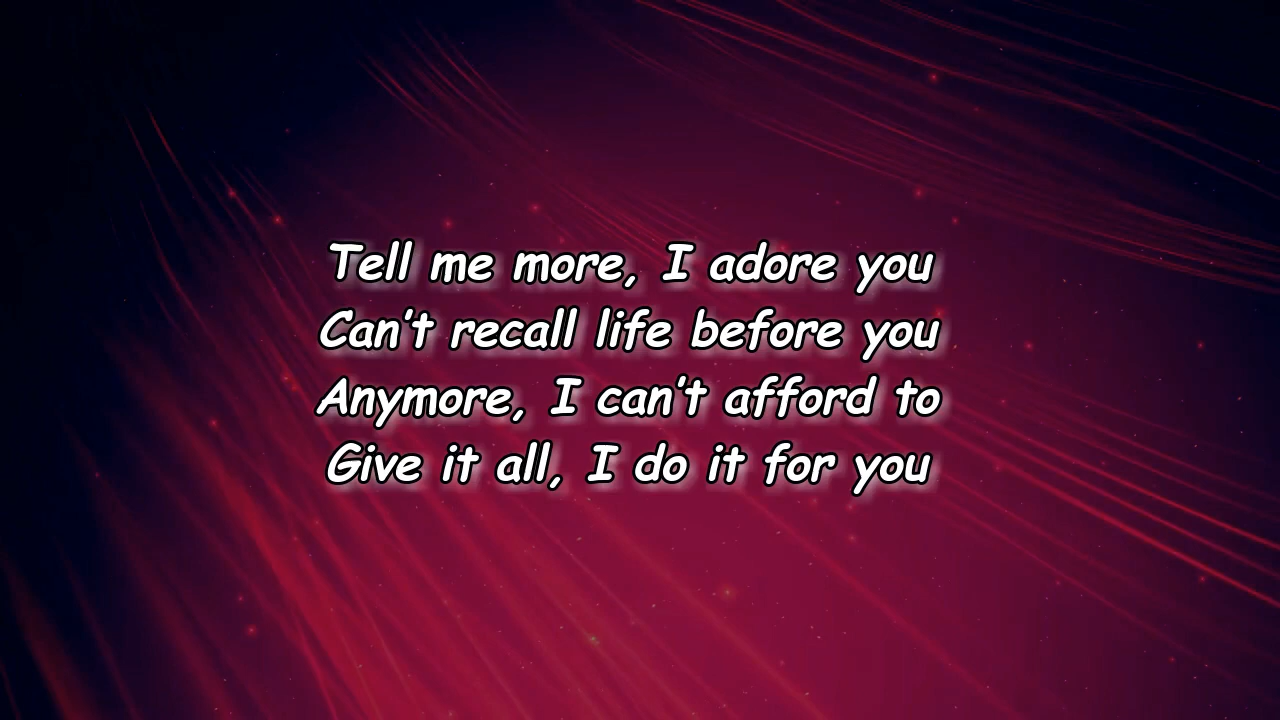 Tell me more, I adore you
Can't recall life before you
Anymore, I can't afford to
Give it all, I do it for you